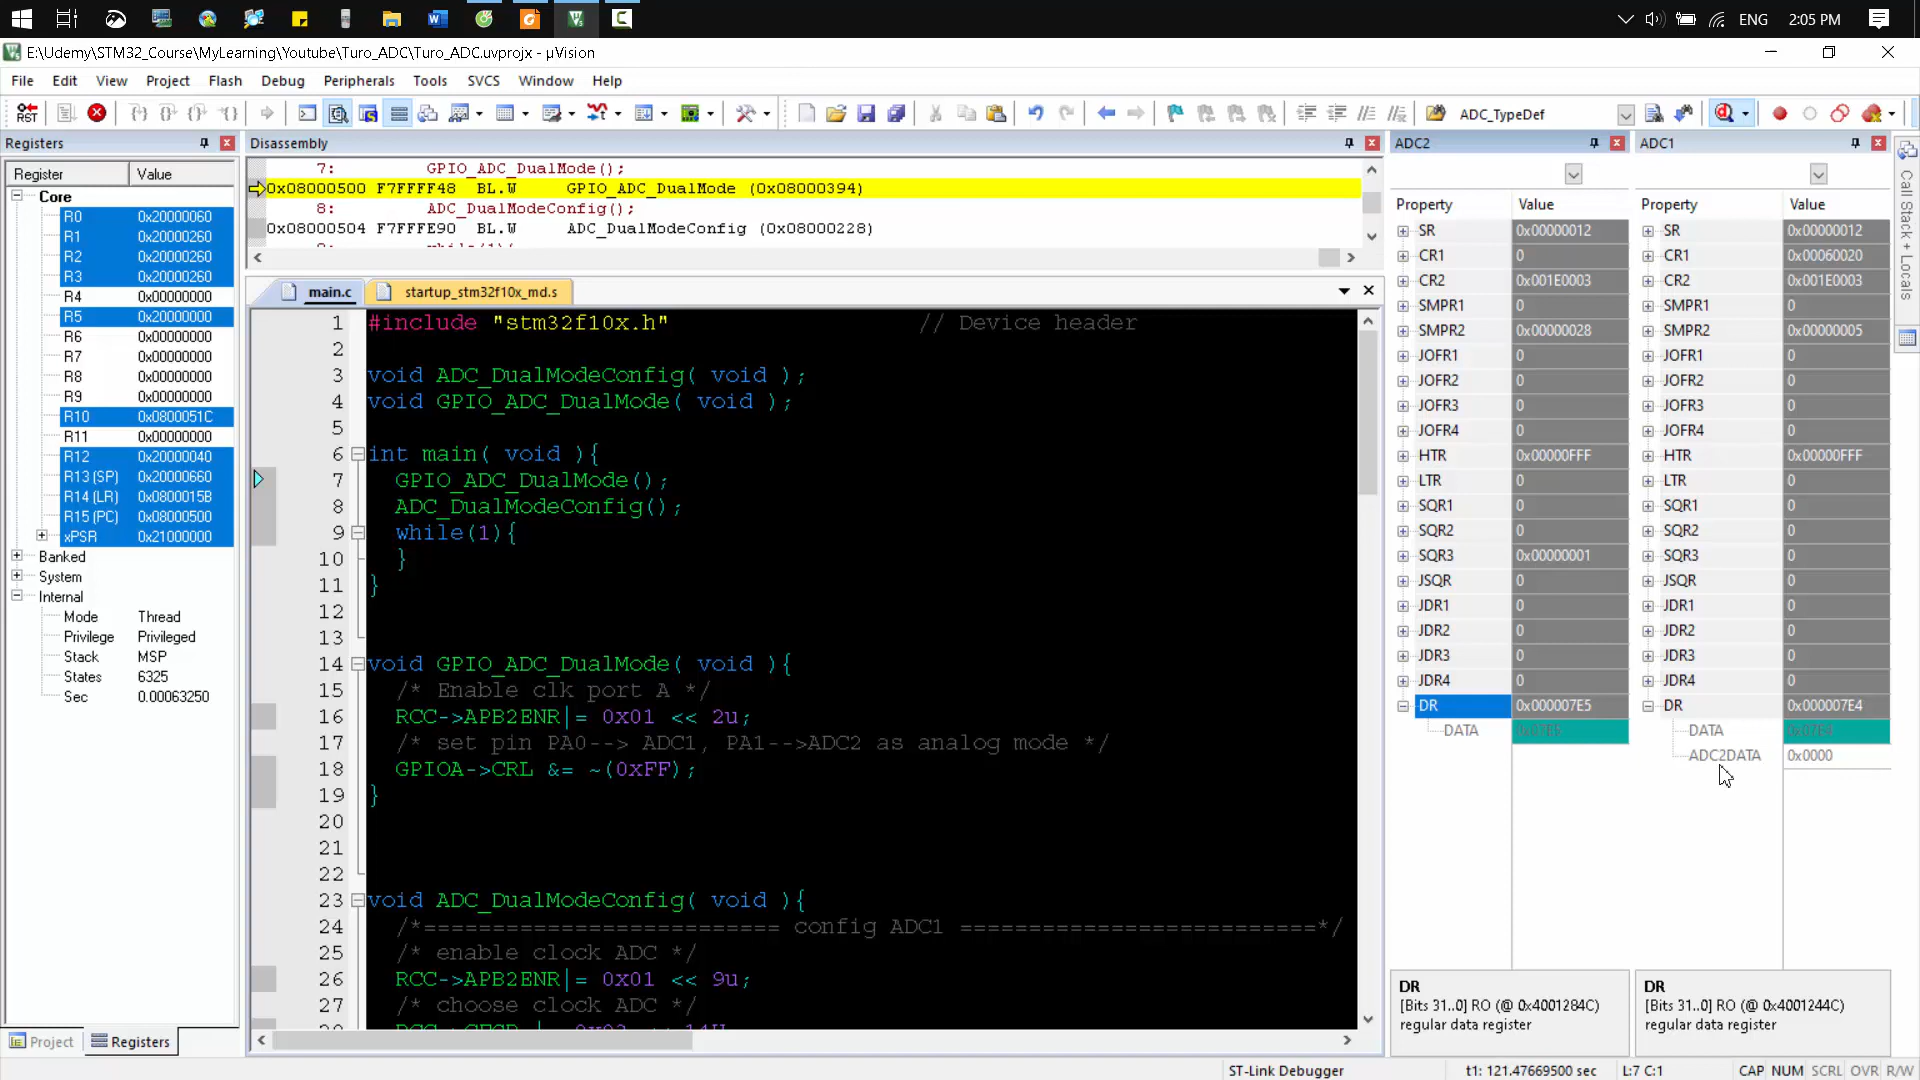 ENG
2:05 PM
E:\Udemy\STM32_Course\MyLearning\Youtube\Turo_ADC\Turo_ADC.uvprojx - µVision
File Edit View Project Flash Debug Peripherals Tools SVCS Window Help
RST
ADC_TypeDef
Registers
Register Value
Core
R0 0x20000060
R1 0x20000260
R2 0x20000260
R3 0x20000260
R4 0x00000000
R5 0x20000000
R6 0x00000000
R7 0x00000000
R8 0x00000000
R9 0x00000000
R10 0x0800051C
R11 0x00000000
R12 0x20000040
R13 (SP) 0x20000660
R14 (LR) 0x0800015B
R15 (PC) 0x08000500
xPSR 0x21000000
Banked
System
Internal
Mode Thread
Privilege Privileged
Stack MSP
States 6325
Sec 0.00063250
Project Registers
Disassembly
7: GPIO_ADC_DualMode();
0x08000500 F7FFFF48 BL.W GPIO_ADC_DualMode (0x08000394)
8: ADC_DualModeConfig();
0x08000504 F7FFFE90 BL.W ADC_DualModeConfig (0x08000228)
main.c startup_stm32f10x_md.s
1 #include "stm32f10x.h" // Device header
2
3 void ADC_DualModeConfig( void );
4 void GPIO_ADC_DualMode( void );
5
6 int main( void ){
7 GPIO_ADC_DualMode();
8 ADC_DualModeConfig();
9 while(1){
10 }
11 }
12
13
14 void GPIO_ADC_DualMode( void ){
15 /* Enable clk port A */
16 RCC->APB2ENR|= 0x01 << 2u;
17 /* set pin PA0--> ADC1, PA1-->ADC2 as analog mode */
18 GPIOA->CRL &= ~(0xFF);
19 }
20
21
22
23 void ADC_DualModeConfig( void ){
24 /*========================== config ADC1 ==========================*/
25 /* enable clock ADC */
26 RCC->APB2ENR|= 0x01 << 9u;
27 /* choose clock ADC */
ADC2
Property Value
SR 0x00000012
CR1 0
CR2 0x001E0003
SMPR1 0
SMPR2 0x00000028
JOFR1 0
JOFR2 0
JOFR3 0
JOFR4 0
HTR 0x00000FFF
LTR 0
SQR1 0
SQR2 0
SQR3 0x00000001
JSQR 0
JDR1 0
JDR2 0
JDR3 0
JDR4 0
DR 0x000007E5
DATA
DR
[Bits 31..0] RO (@ 0x4001284C)
regular data register
ADC1
Property Value
SR 0x00000012
CR1 0x00060020
CR2 0x001E0003
SMPR1 0
SMPR2 0x00000005
JOFR1 0
JOFR2 0
JOFR3 0
JOFR4 0
HTR 0x00000FFF
LTR 0
SQR1 0
SQR2 0
SQR3 0
JSQR 0
JDR1 0
JDR2 0
JDR3 0
JDR4 0
DR 0x000007E4
DATA 0x07E4
ADC2DATA 0x0000
DR
[Bits 31..0] RO (@ 0x4001244C)
regular data register
Call Stack + Locals
ST-Link Debugger t1: 121.47669500 sec L:7 C:1 CAP NUM SCRL OVR R/W